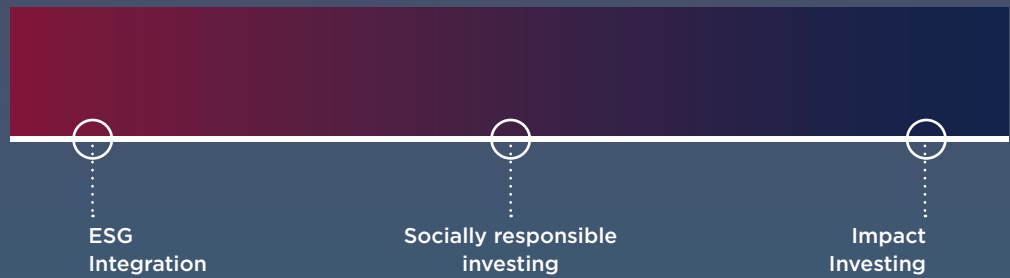 ESG
Integration
Socially responsible
investing
Impact
Investing